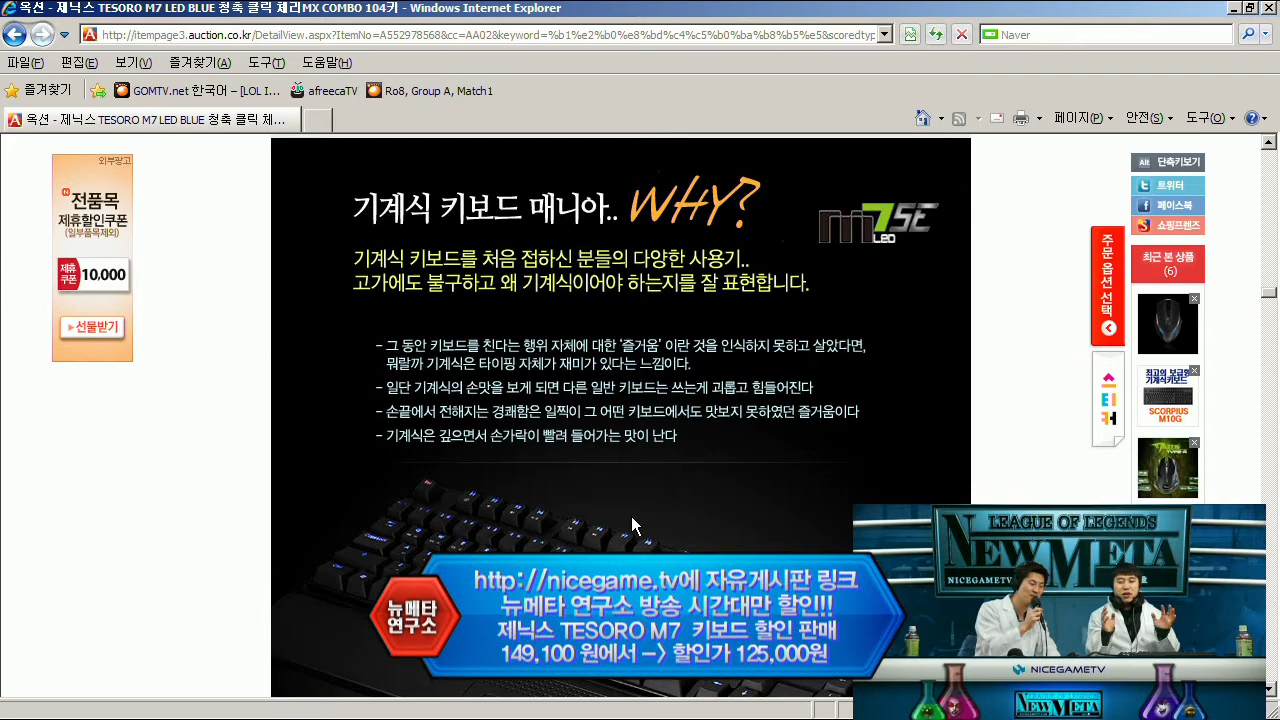 옥션 - 제닉스 TESORO M7 LED BLUE 청축 클릭 체리MX COMBO 104키 - Windows Internet Explorer
http://itempage3.auction.co.kr/DetailView.aspx?ItemNo=A552978568&cc=AA02&keyword=%b1%e2%b0%e8%bd%c4%c5%b0%ba%b8%b5%e5&scoredtyp
Naver
파일(F) 편집(E) 보기(V) 즐겨찾기(A) 도구(T) 도움말(H)
즐겨찾기 GOMTV.net 한국어 – [LOL I... afreecaTV Ro8, Group A, Match1
옥션 - 제닉스 TESORO M7 LED BLUE 청축 클릭 체...
페이지(P) 안전(S) 도구(O)
외부광고
전품목
제휴할인쿠폰
(일부품목제외)
제휴
쿠폰
10,000
선물받기
기계식 키보드 매니아.. WHY?
m7SE
LED
기계식 키보드를 처음 접하신 분들의 다양한 사용기..
고가에도 불구하고 왜 기계식이어야 하는지를 잘 표현합니다.
– 그 동안 키보드를 친다는 행위 자체에 대한 '즐거움' 이란 것을 인식하지 못하고 살았다면,
뭐랄까 기계식은 타이핑 자체가 재미가 있다는 느낌이다.
– 일단 기계식의 손맛을 보게 되면 다른 일반 키보드는 쓰는게 괴롭고 힘들어진다
– 손끝에서 전해지는 경쾌함은 일찍이 그 어떤 키보드에서도 맛보지 못하였던 즐거움이다
– 기계식은 깊으면서 손가락이 빨려 들어가는 맛이 난다
Alt 단축키보기
트위터
페이스북
쇼핑프렌즈
주문 옵션 선택
최근 본 상품
(6)
최고의 보급형
기계식키보드
SCORPIUS
M10G
스
티
커
뉴메타
연구소
http://nicegame.tv에 자유게시판 링크
뉴메타 연구소 방송 시간대만 할인!!
제닉스 TESORO M7 키보드 할인 판매
149,100 원에서 -> 할인가 125,000원
LEAGUE OF LEGENDS
NEWMETA
NICEGAMETV
NICEGAMETV
LEAGUE OF LEGENDS
NEWMETA